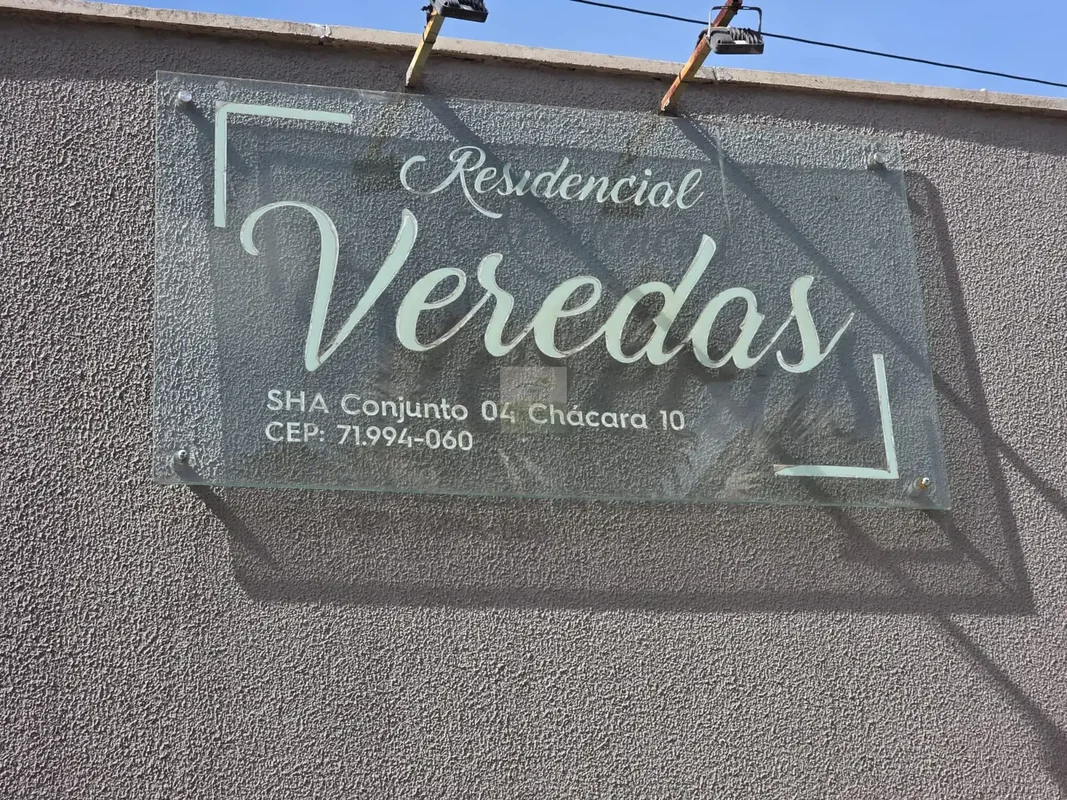 Residencial
Veredas
SHA Conjunto 04 Chácara 10
CEP: 71.994-060